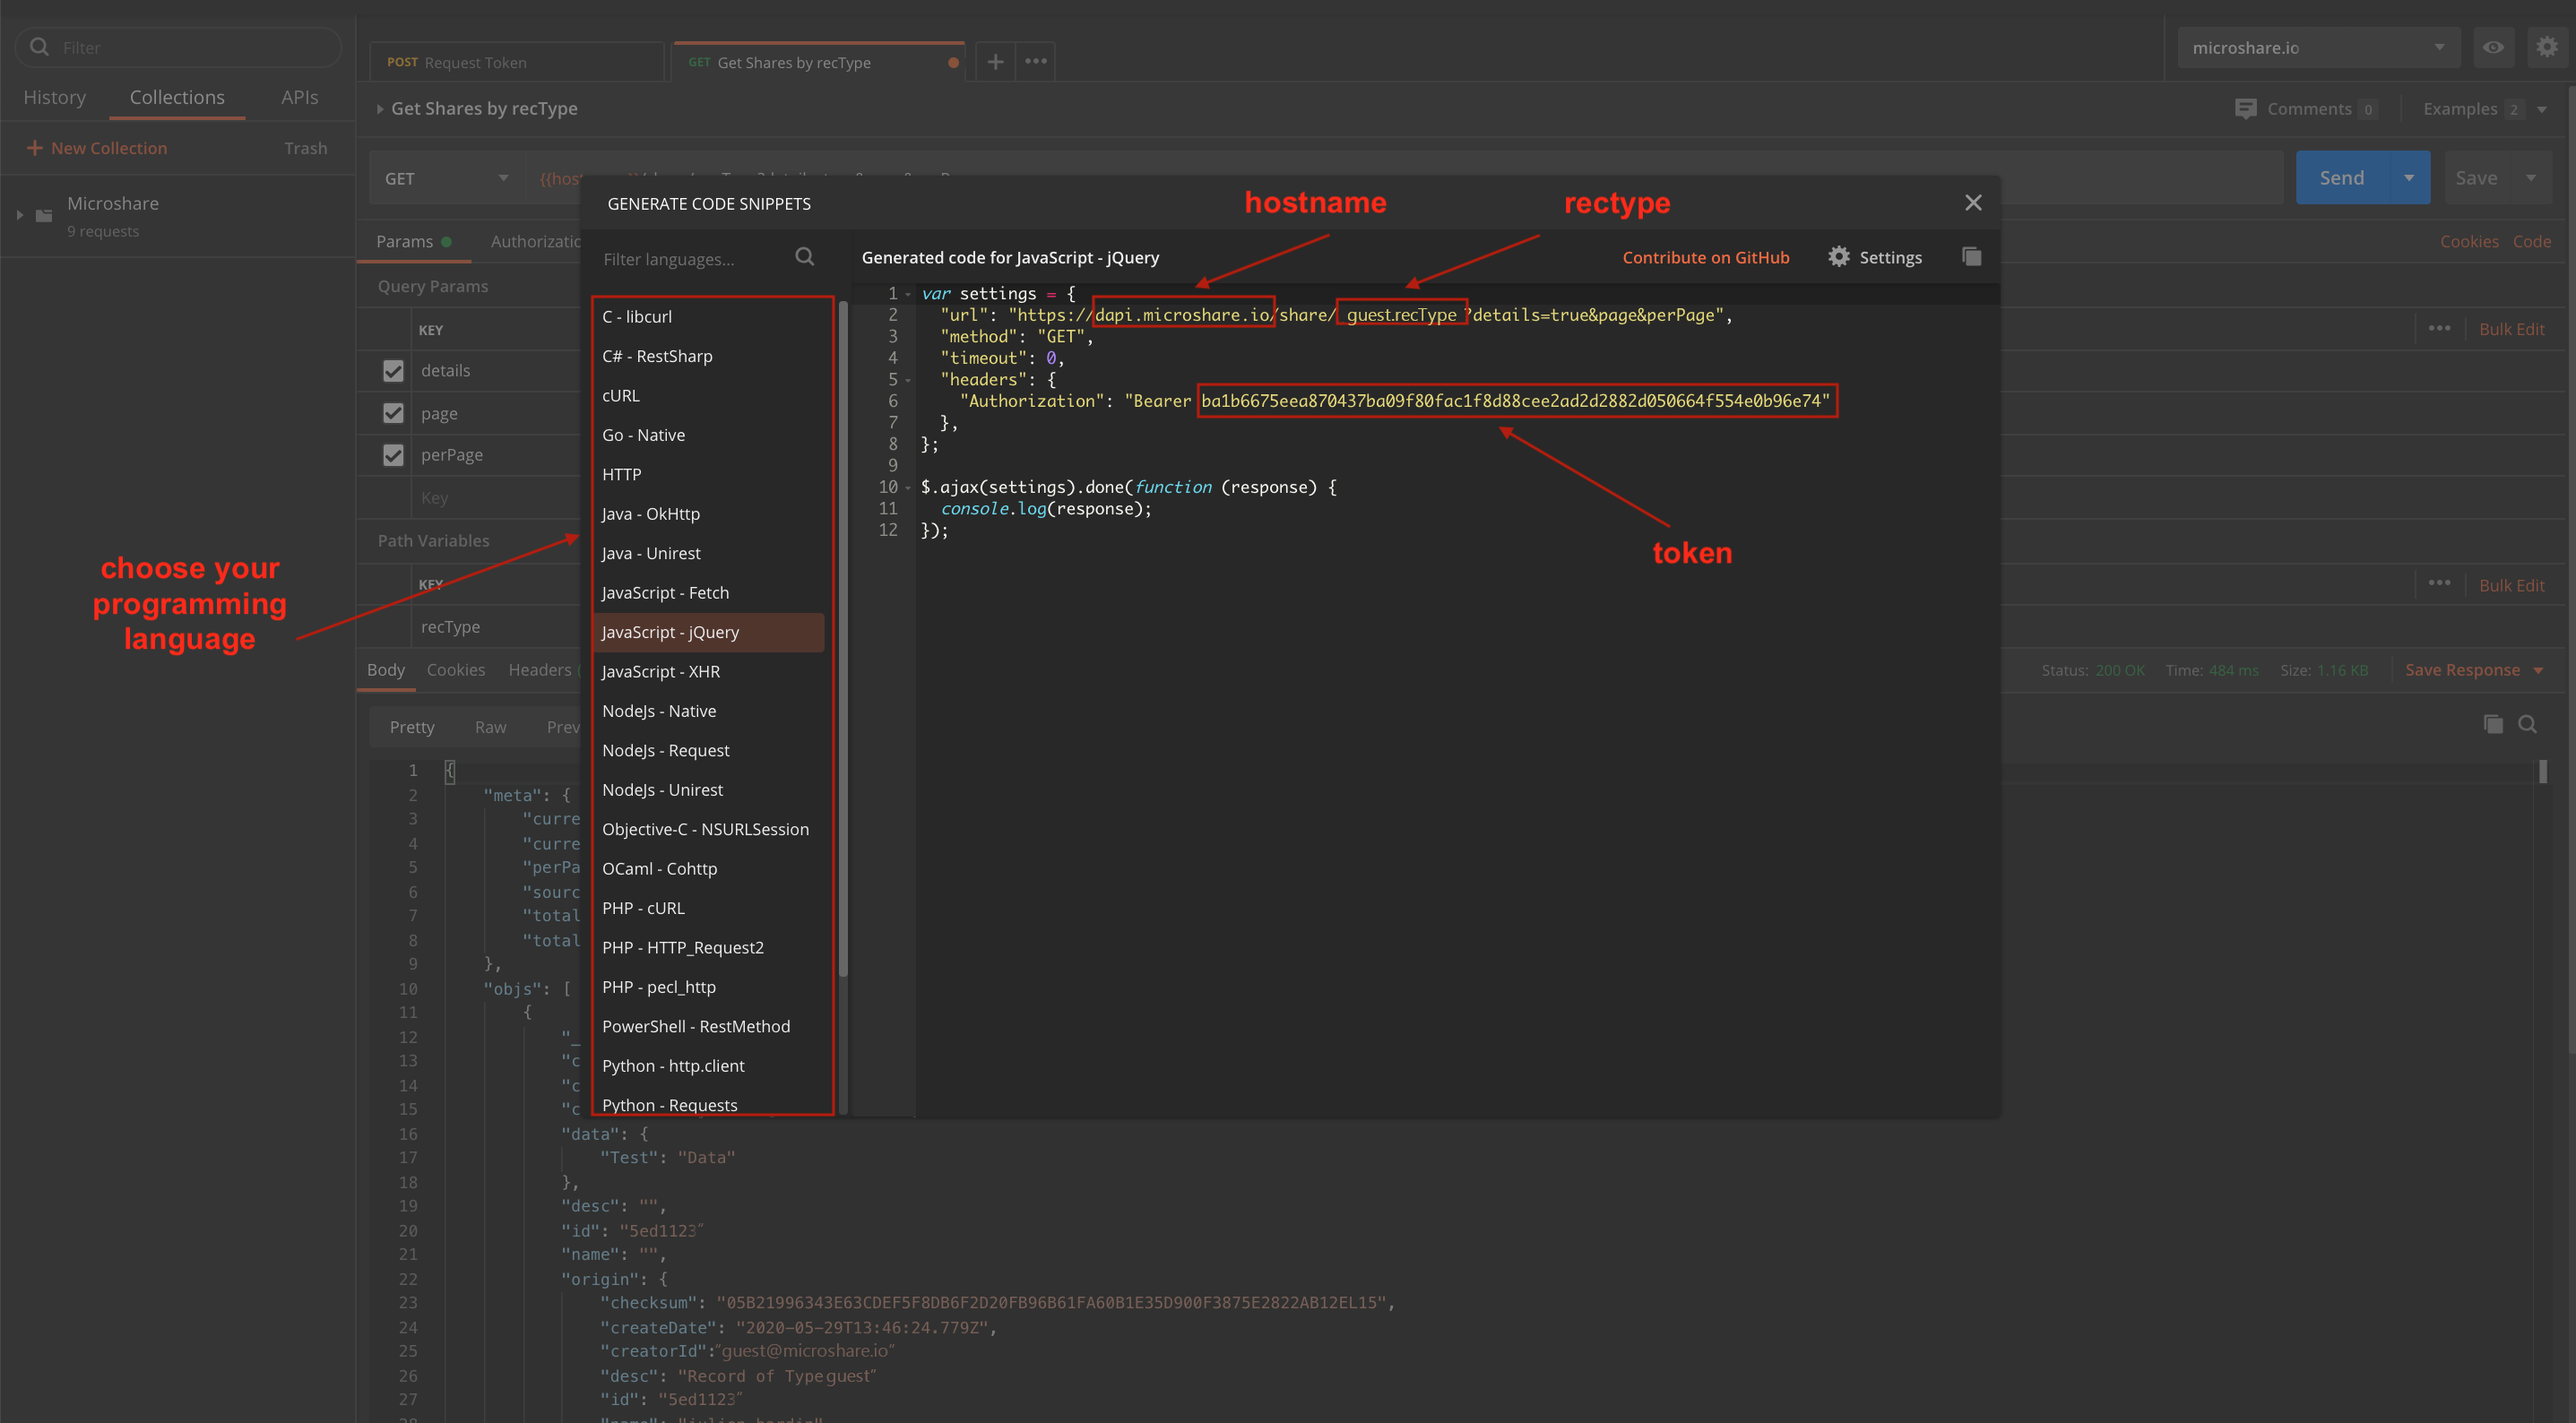 Filter
POST Request Token
GET Get Shares by recType
microshare.io
History
Collections
APIs
Get Shares by recType
Comments 0
Examples 2
New Collection
Trash
GET
Send
Save
Microshare
9 requests
Params
Cookies
Code
Query Params
KEY
Bulk Edit
details
page
perPage
Key
Path Variables
KEY
Bulk Edit
recType
choose your
programming
language
GENERATE CODE SNIPPETS
hostname
rectype
Filter languages...
Generated code for JavaScript - jQuery
Contribute on GitHub
Settings
C - libcurl
C# - RestSharp
cURL
Go - Native
HTTP
Java - OkHttp
Java - Unirest
JavaScript - Fetch
JavaScript - jQuery
JavaScript - XHR
NodeJs - Native
NodeJs - Request
NodeJs - Unirest
Objective-C - NSURLSession
OCaml - Cohttp
PHP - cURL
PHP - HTTP_Request2
PHP - pecl_http
PowerShell - RestMethod
Python - http.client
Python - Requests
1 var settings = {
2 "url": "https://dapi.microshare.io/share/ guest.recType ?details=true&page&perPage",
3 "method": "GET",
4 "timeout": 0,
5 "headers": {
6 "Authorization": "Bearer ba1b6675eea870437ba09f80fac1f8d88cee2ad2d2882d050664f554e0b96e74"
7 },
8 };
9
10 $.ajax(settings).done(function (response) {
11 console.log(response);
12 });
token
Body
Cookies
Headers
Status: 200 OK
Time: 484 ms
Size: 1.16 KB
Save Response
Pretty
Raw
1 {
2 "meta": {
3 "curre
4 "curre
5 "perPa
6 "sourc
7 "total
8 "total
9 },
10 "objs": [
11 {
12 "_
13 "c
14 "c
15 "c
16 "data": {
17 "Test": "Data"
18 },
19 "desc": "",
20 "id": "5ed1123"
21 "name": "",
22 "origin": {
23 "checksum": "05B21996343E63CDEF5F8DB6F2D20FB96B61FA60B1E35D900F3875E2822AB12EL15",
24 "createDate": "2020-05-29T13:46:24.779Z",
25 "creatorId":"guest@microshare.io"
26 "desc": "Record of Type guest"
27 "id": "5ed1123"